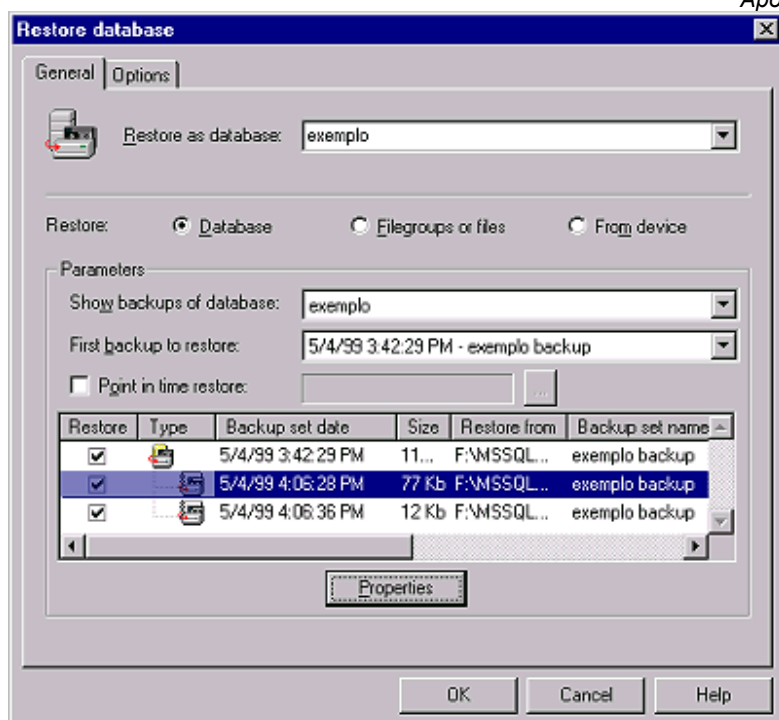 Restore database
General Options
Restore as database: exemplo
Restore: Database Filegroups or files From device
Parameters
Show backups of database: exemplo
First backup to restore: 5/4/99 3:42:29 PM - exemplo backup
Point in time restore: ...
Restore Type Backup set date Size Restore from Backup set name
5/4/99 3:42:29 PM 11... F:\MSSQL... exemplo backup
5/4/99 4:06:28 PM 77 Kb F:\MSSQL... exemplo backup
5/4/99 4:06:36 PM 12 Kb F:\MSSQL... exemplo backup
Properties
OK Cancel Help